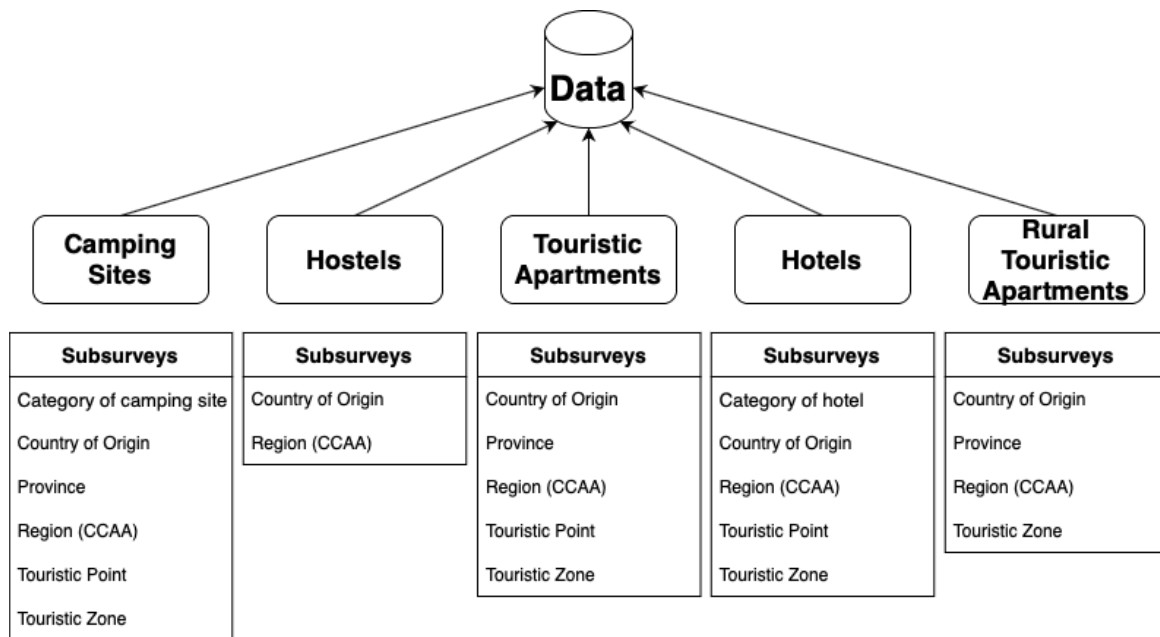 Data
Camping
Sites
Hostels
Touristic
Apartments
Hotels
Rural
Touristic
Apartments
Subsurveys
Category of camping site
Country of Origin
Province
Region (CCAA)
Touristic Point
Touristic Zone
Subsurveys
Country of Origin
Region (CCAA)
Subsurveys
Country of Origin
Province
Region (CCAA)
Touristic Point
Touristic Zone
Subsurveys
Category of hotel
Country of Origin
Region (CCAA)
Touristic Point
Touristic Zone
Subsurveys
Country of Origin
Province
Region (CCAA)
Touristic Zone